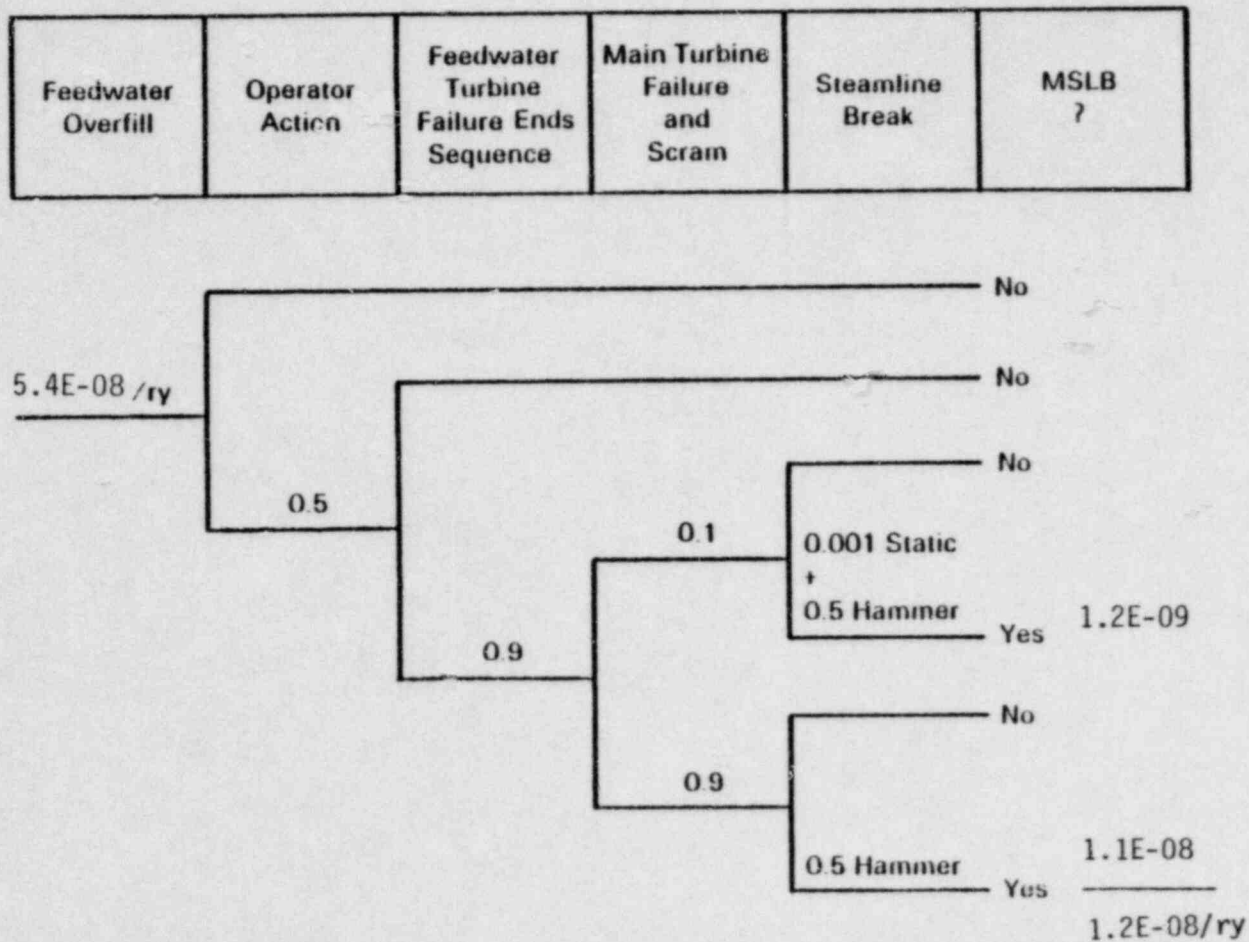 Feedwater
Overfill
Operator
Action
Feedwater
Turbine
Failure Ends
Sequence
Main Turbine
Failure
and
Scram
Steamline
Break
MSLB
?
No
5.4E-08 /ry
No
No
0.5
0.1
0.001 Static
+
0.5 Hammer
Yes 1.2E-09
0.9
No
0.9
1.1E-08
0.5 Hammer
Yes
1.2E-08/ry